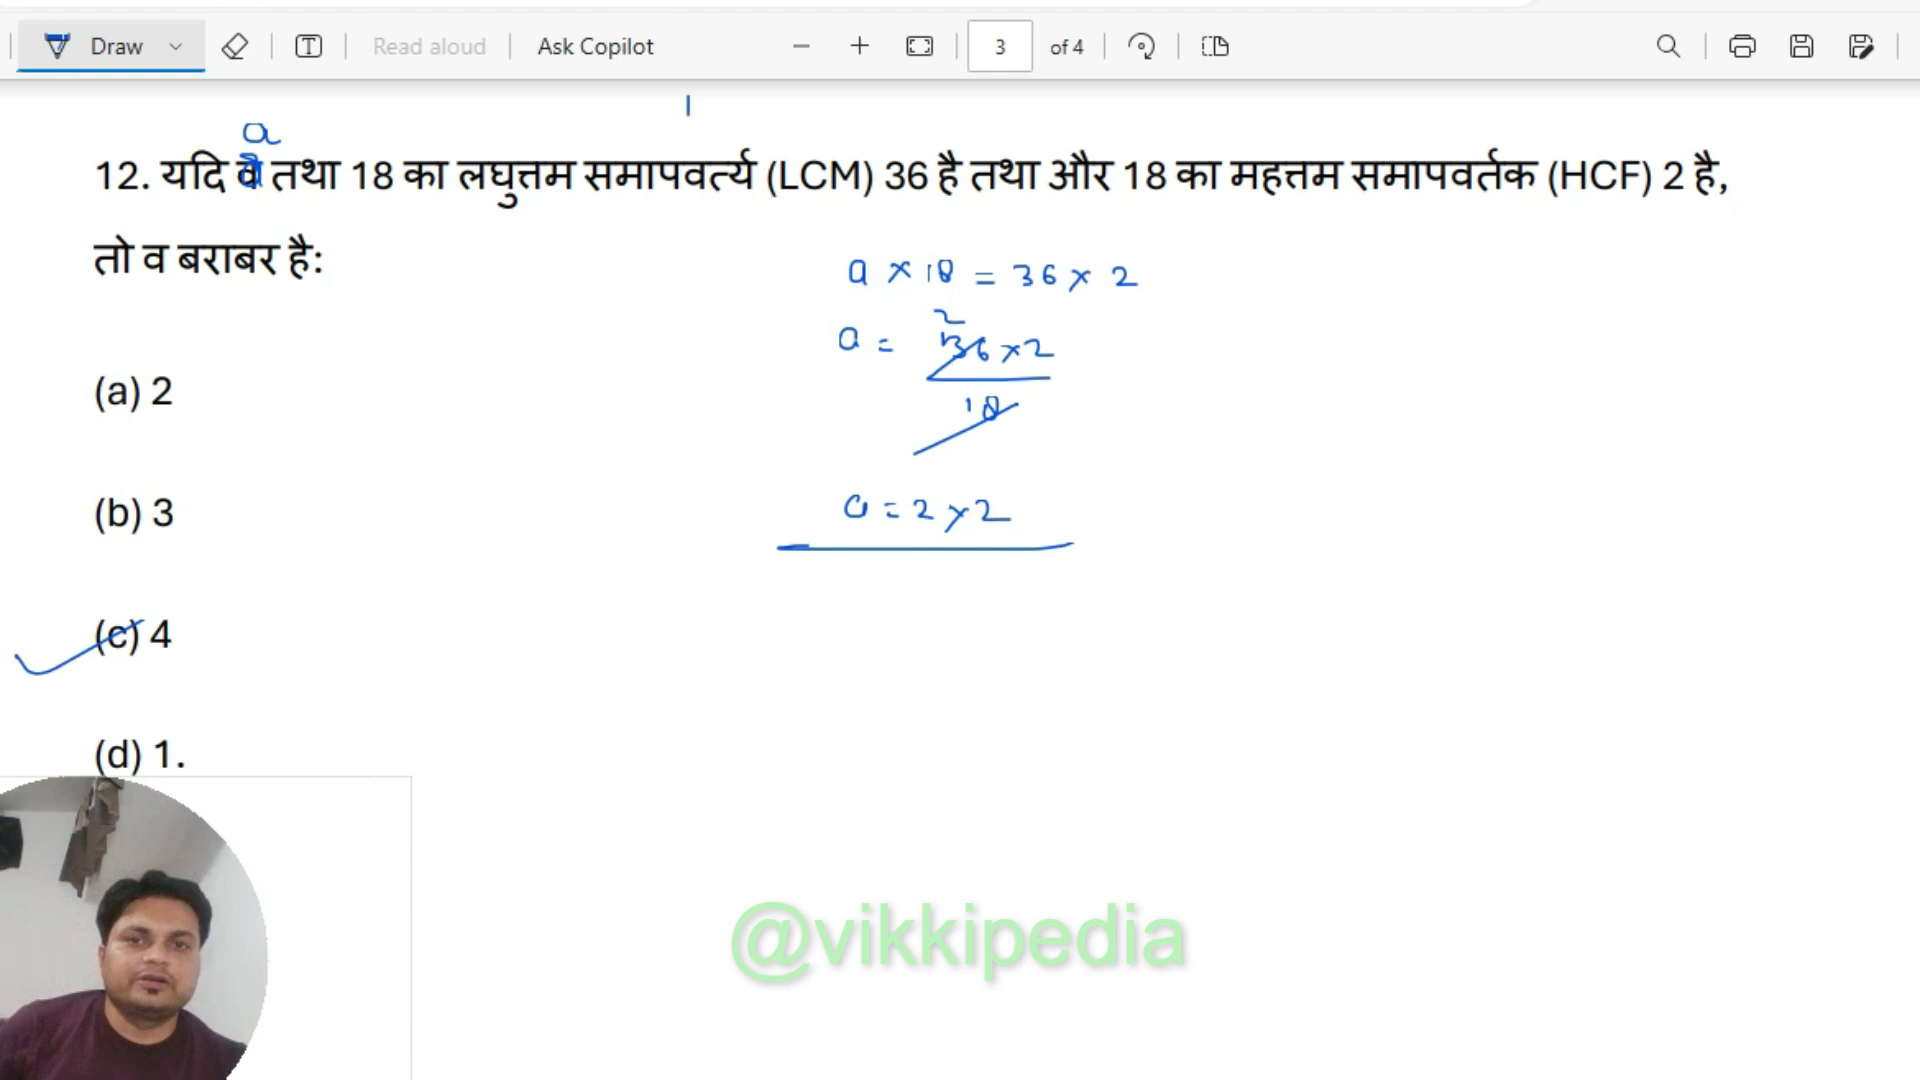 Draw
Read aloud
Ask Copilot
3 of 4
a
12. यदि a तथा 18 का लघुत्तम समापवर्त्य (LCM) 36 है तथा और 18 का महत्तम समापवर्तक (HCF) 2 है,
तो व बराबर है:
a × 18 = 36 × 2
2
a = 36 × 2
18
(a) 2
a = 2 × 2
(b) 3
(c) 4
(d) 1.
@vikkipedia